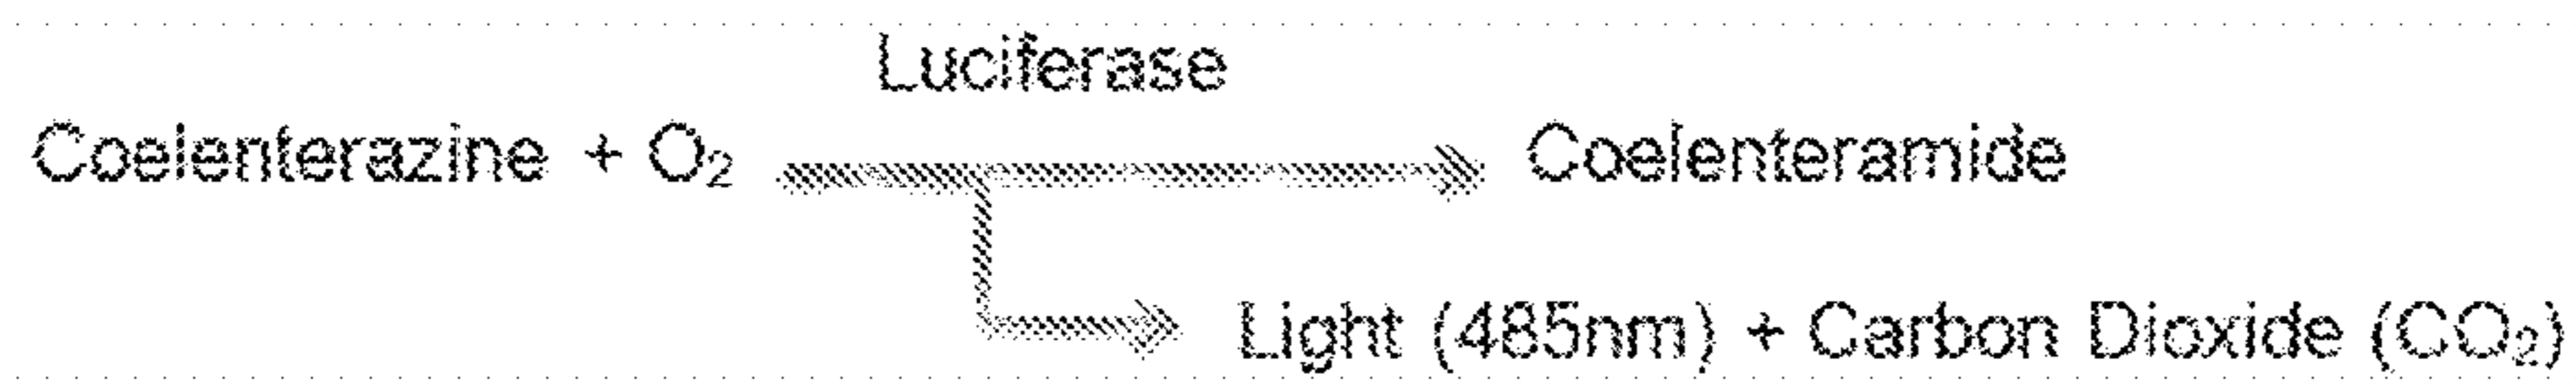 Luciferase
Coelenterazine + O₂ Coelenteramide
Light (485nm) + Carbon Dioxide (CO₂)